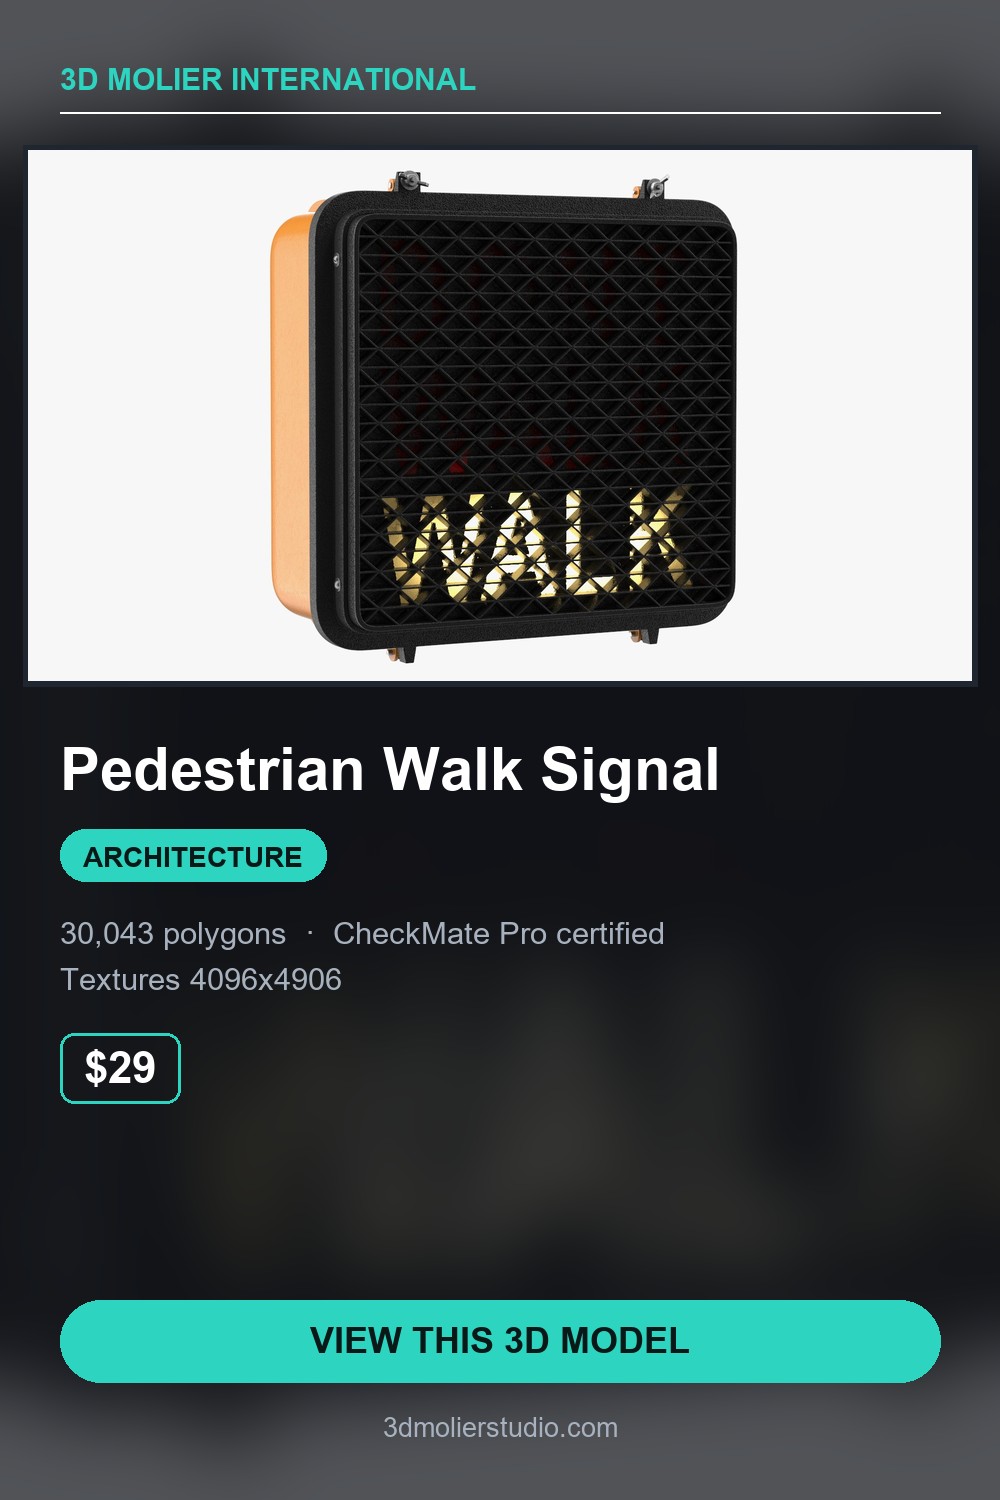 3D MOLIER INTERNATIONAL
WALK
Pedestrian Walk Signal
ARCHITECTURE
30,043 polygons · CheckMate Pro certified
Textures 4096x4906
$29
VIEW THIS 3D MODEL
3dmolierstudio.com